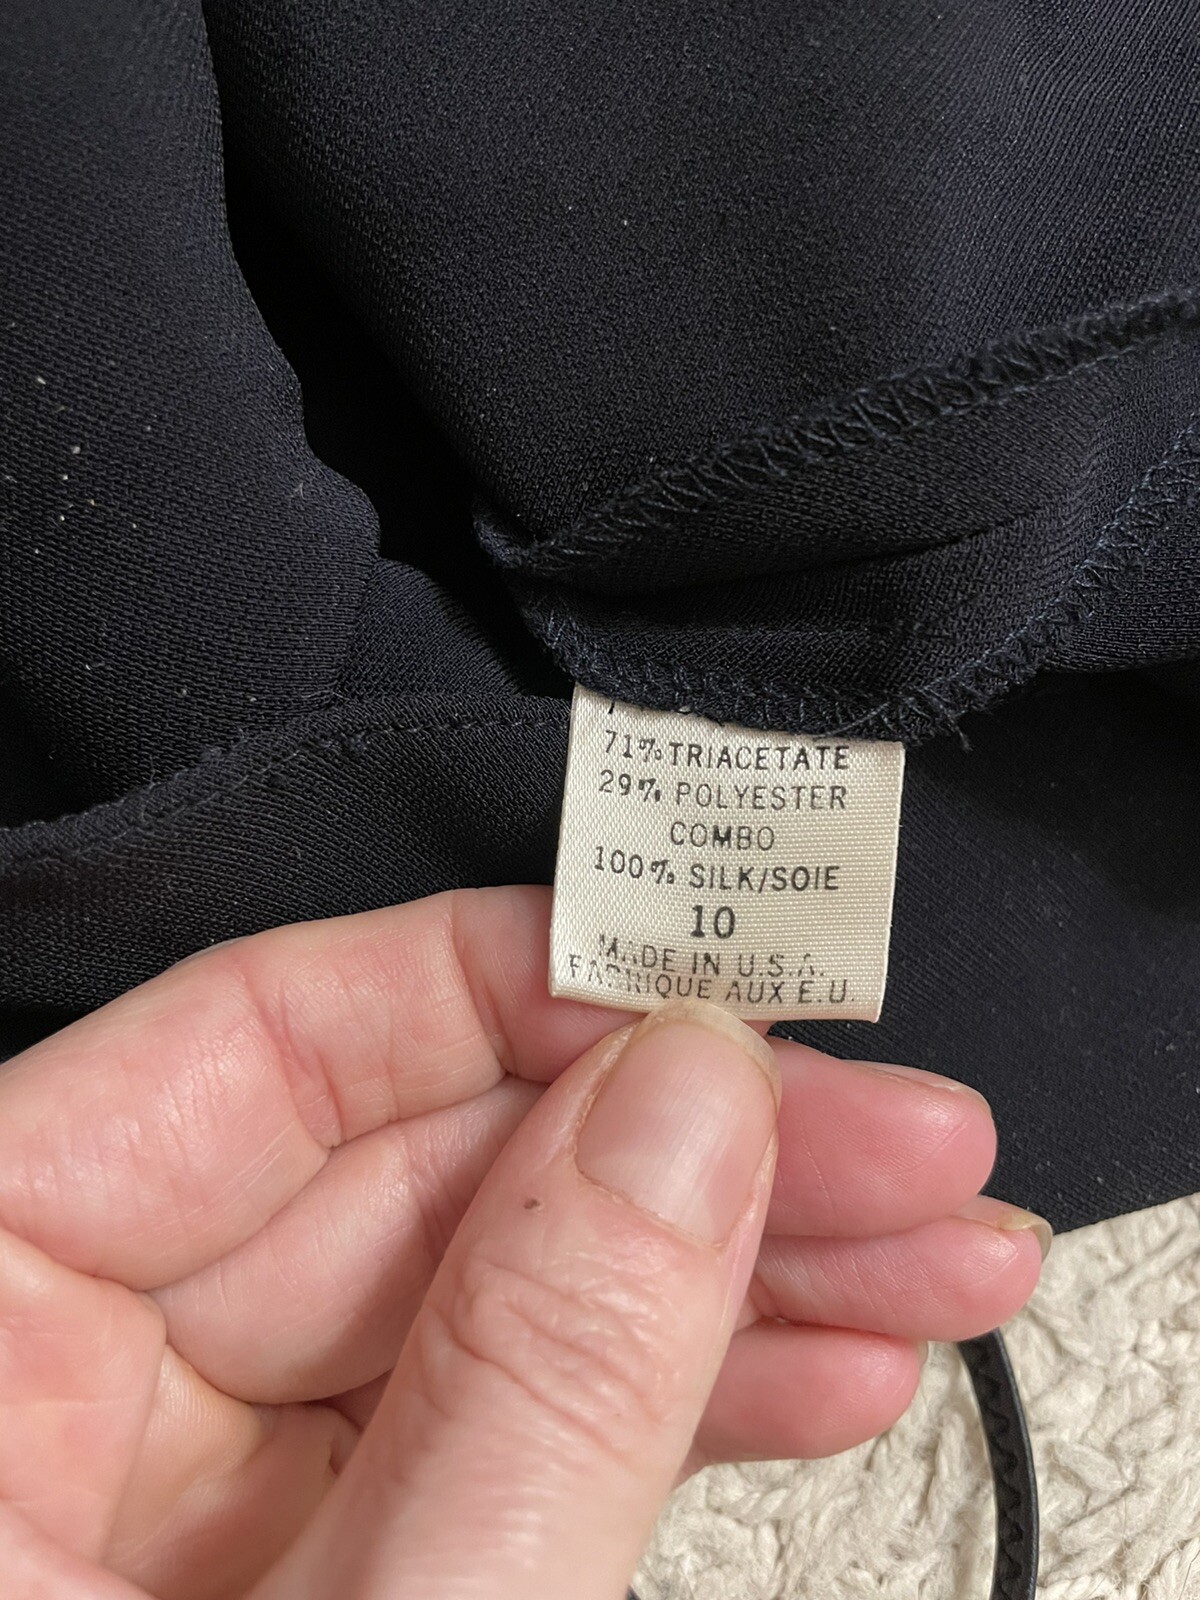 71% TRIACETATE
29% POLYESTER
COMBO
100% SILK/SOIE
10
MADE IN U.S.A.
FABRIQUE AUX E.U.